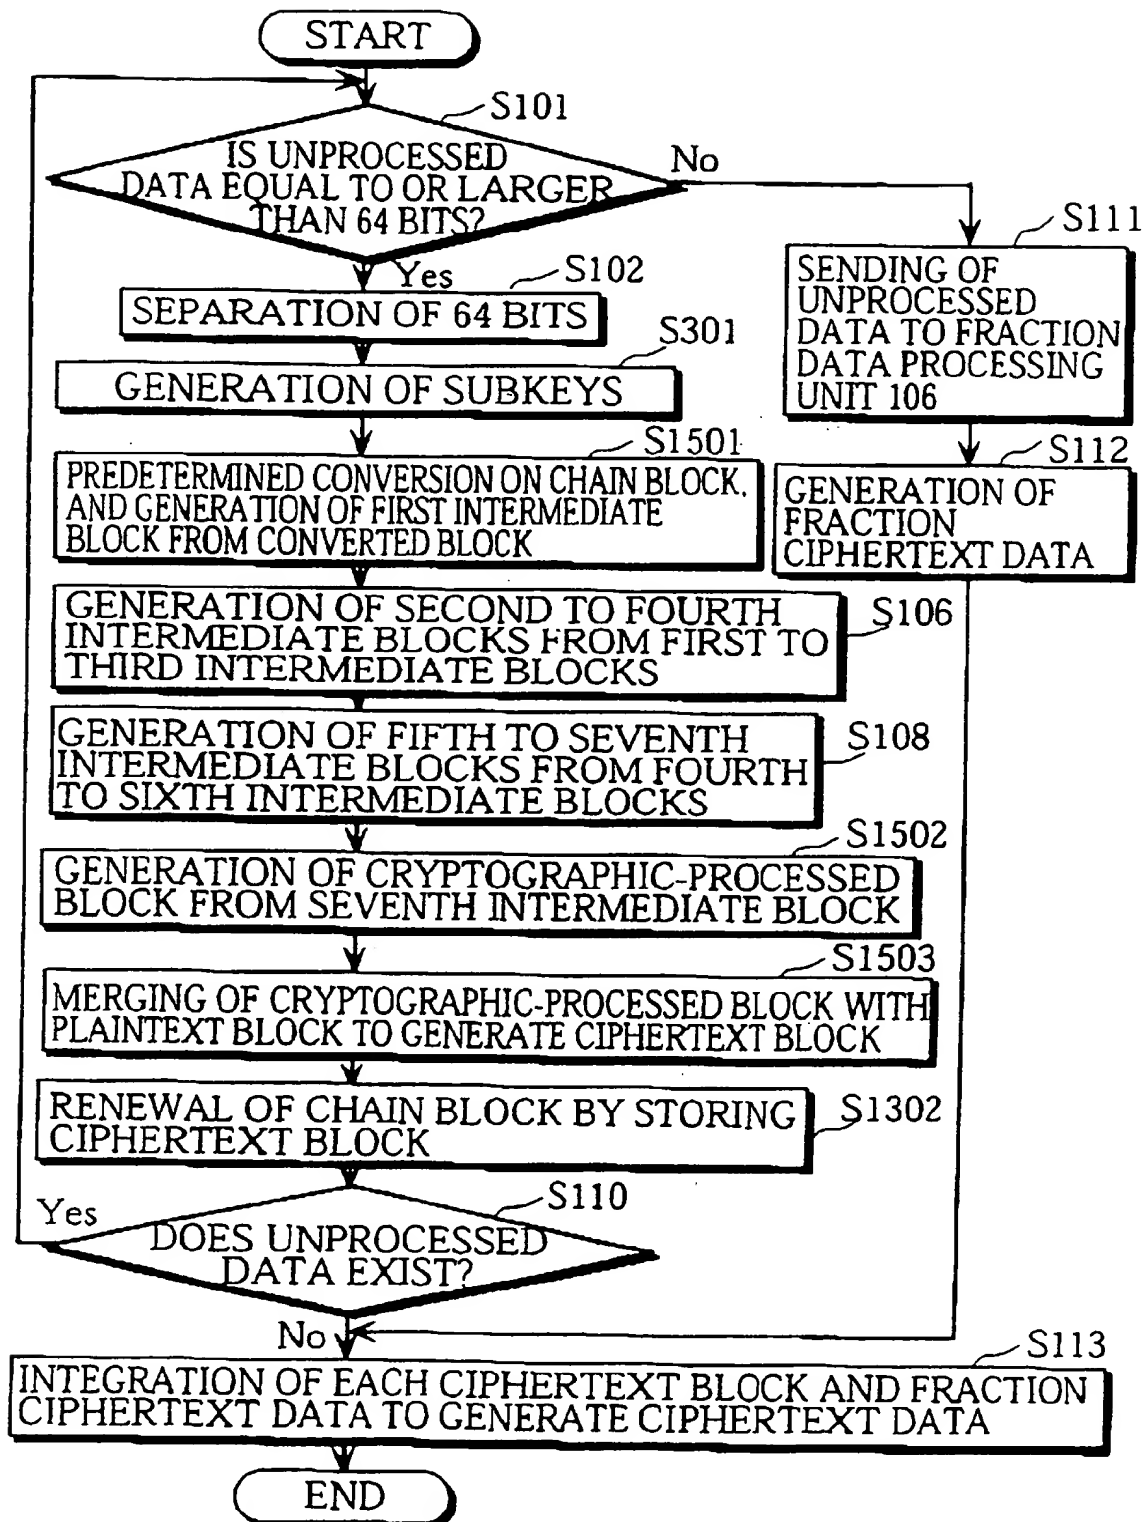 START
S101
IS UNPROCESSED
DATA EQUAL TO OR LARGER
THAN 64 BITS?
No
Yes
S102
SEPARATION OF 64 BITS
S301
GENERATION OF SUBKEYS
S1501
PREDETERMINED CONVERSION ON CHAIN BLOCK,
AND GENERATION OF FIRST INTERMEDIATE
BLOCK FROM CONVERTED BLOCK
S106
GENERATION OF SECOND TO FOURTH
INTERMEDIATE BLOCKS FROM FIRST TO
THIRD INTERMEDIATE BLOCKS
S108
GENERATION OF FIFTH TO SEVENTH
INTERMEDIATE BLOCKS FROM FOURTH
TO SIXTH INTERMEDIATE BLOCKS
S1502
GENERATION OF CRYPTOGRAPHIC-PROCESSED
BLOCK FROM SEVENTH INTERMEDIATE BLOCK
S1503
MERGING OF CRYPTOGRAPHIC-PROCESSED BLOCK WITH
PLAINTEXT BLOCK TO GENERATE CIPHERTEXT BLOCK
S1302
RENEWAL OF CHAIN BLOCK BY STORING
CIPHERTEXT BLOCK
S110
Yes
DOES UNPROCESSED
DATA EXIST?
No
S111
SENDING OF
UNPROCESSED
DATA TO FRACTION
DATA PROCESSING
UNIT 106
S112
GENERATION OF
FRACTION
CIPHERTEXT DATA
S113
INTEGRATION OF EACH CIPHERTEXT BLOCK AND FRACTION
CIPHERTEXT DATA TO GENERATE CIPHERTEXT DATA
END